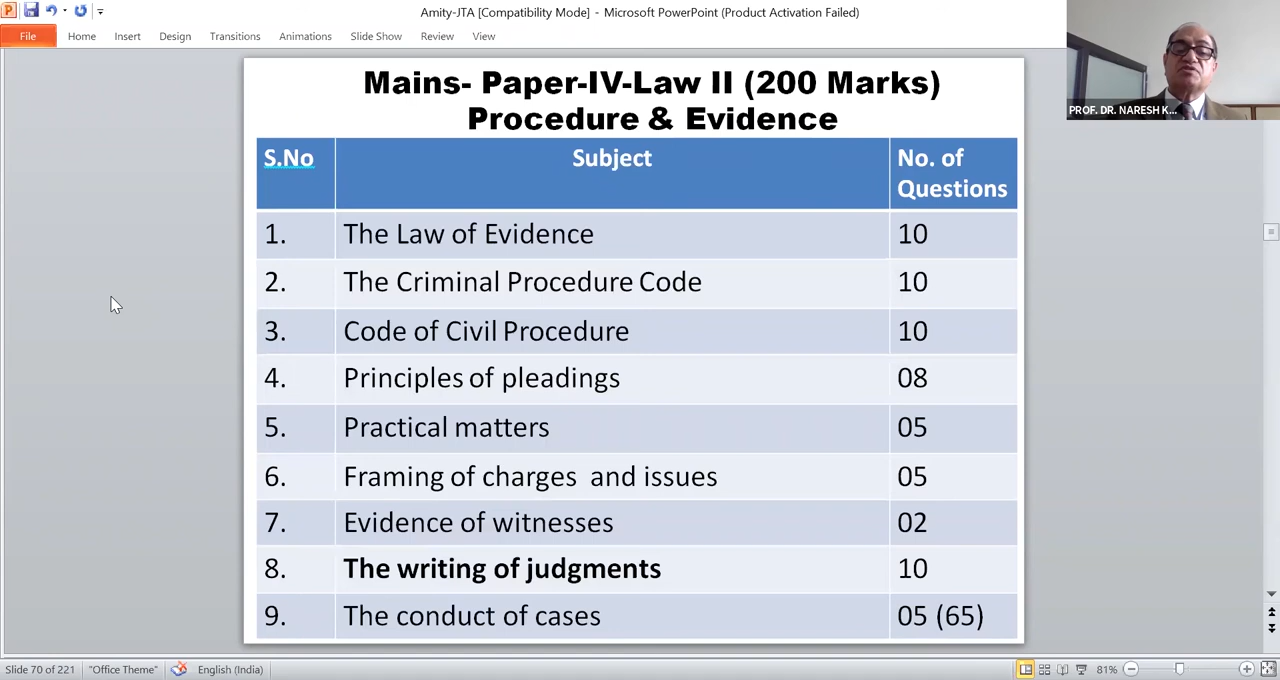 Amity-JTA [Compatibility Mode] - Microsoft PowerPoint (Product Activation Failed)
File Home Insert Design Transitions Animations Slide Show Review View
PROF. DR. NARESH K...
Mains- Paper-IV-Law II (200 Marks)
Procedure & Evidence
S.No Subject No. of Questions
1. The Law of Evidence 10
2. The Criminal Procedure Code 10
3. Code of Civil Procedure 10
4. Principles of pleadings 08
5. Practical matters 05
6. Framing of charges and issues 05
7. Evidence of witnesses 02
8. The writing of judgments 10
9. The conduct of cases 05 (65)
Slide 70 of 221 "Office Theme" English (India) 81%